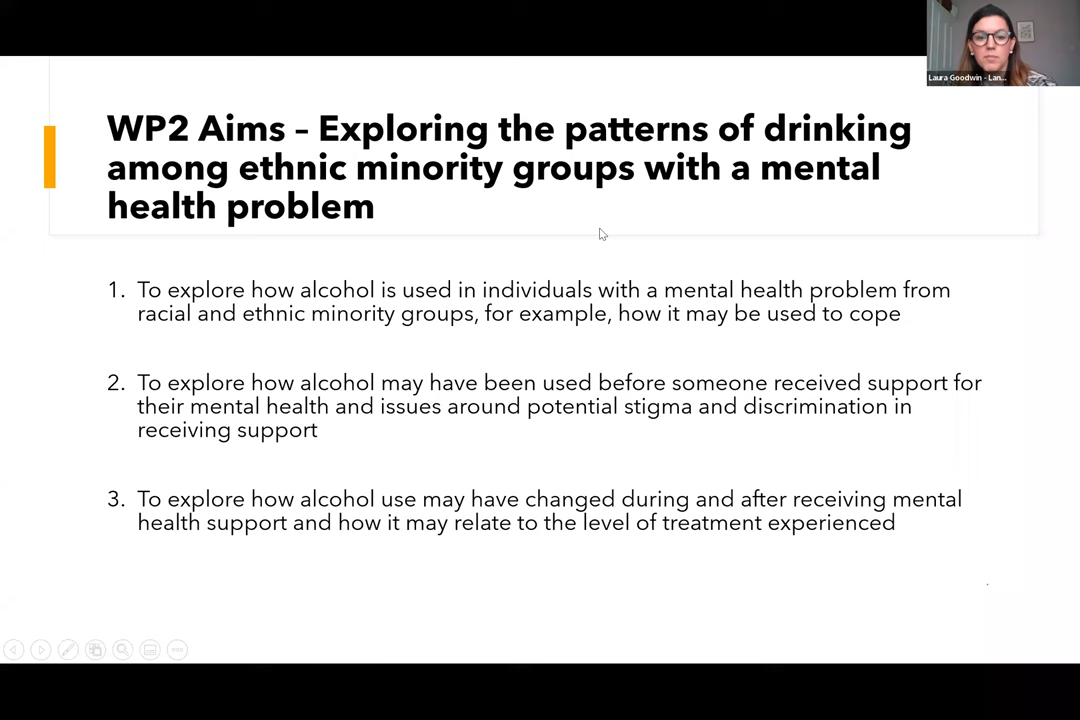 Laura Goodwin - Lan...
WP2 Aims – Exploring the patterns of drinking
among ethnic minority groups with a mental
health problem
1. To explore how alcohol is used in individuals with a mental health problem from
racial and ethnic minority groups, for example, how it may be used to cope
2. To explore how alcohol may have been used before someone received support for
their mental health and issues around potential stigma and discrimination in
receiving support
3. To explore how alcohol use may have changed during and after receiving mental
health support and how it may relate to the level of treatment experienced